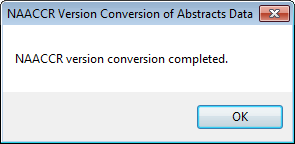 NAACCR Version Conversion of Abstracts Data
NAACCR version conversion completed.
OK